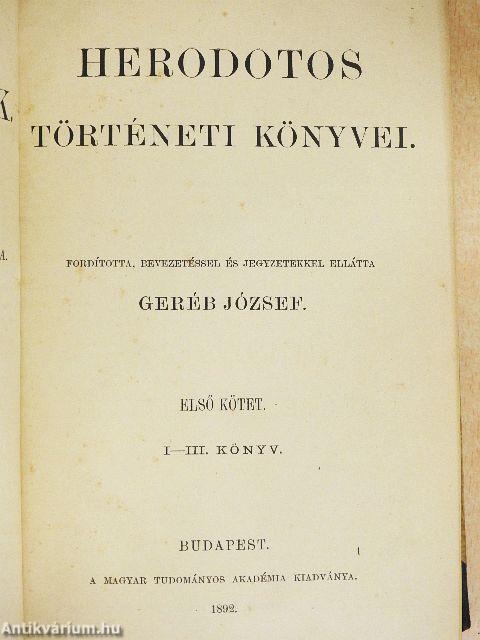 HERODOTOS
TÖRTÉNETI KÖNYVEI.
FORDÍTOTTA, BEVEZETÉSSEL ÉS JEGYZETEKKEL ELLÁTTA
GERÉB JÓZSEF.
ELSŐ KÖTET.
I—III. KÖNYV.
BUDAPEST.
A MAGYAR TUDOMÁNYOS AKADÉMIA KIADVÁNYA.
1892.
Antikvárium.hu